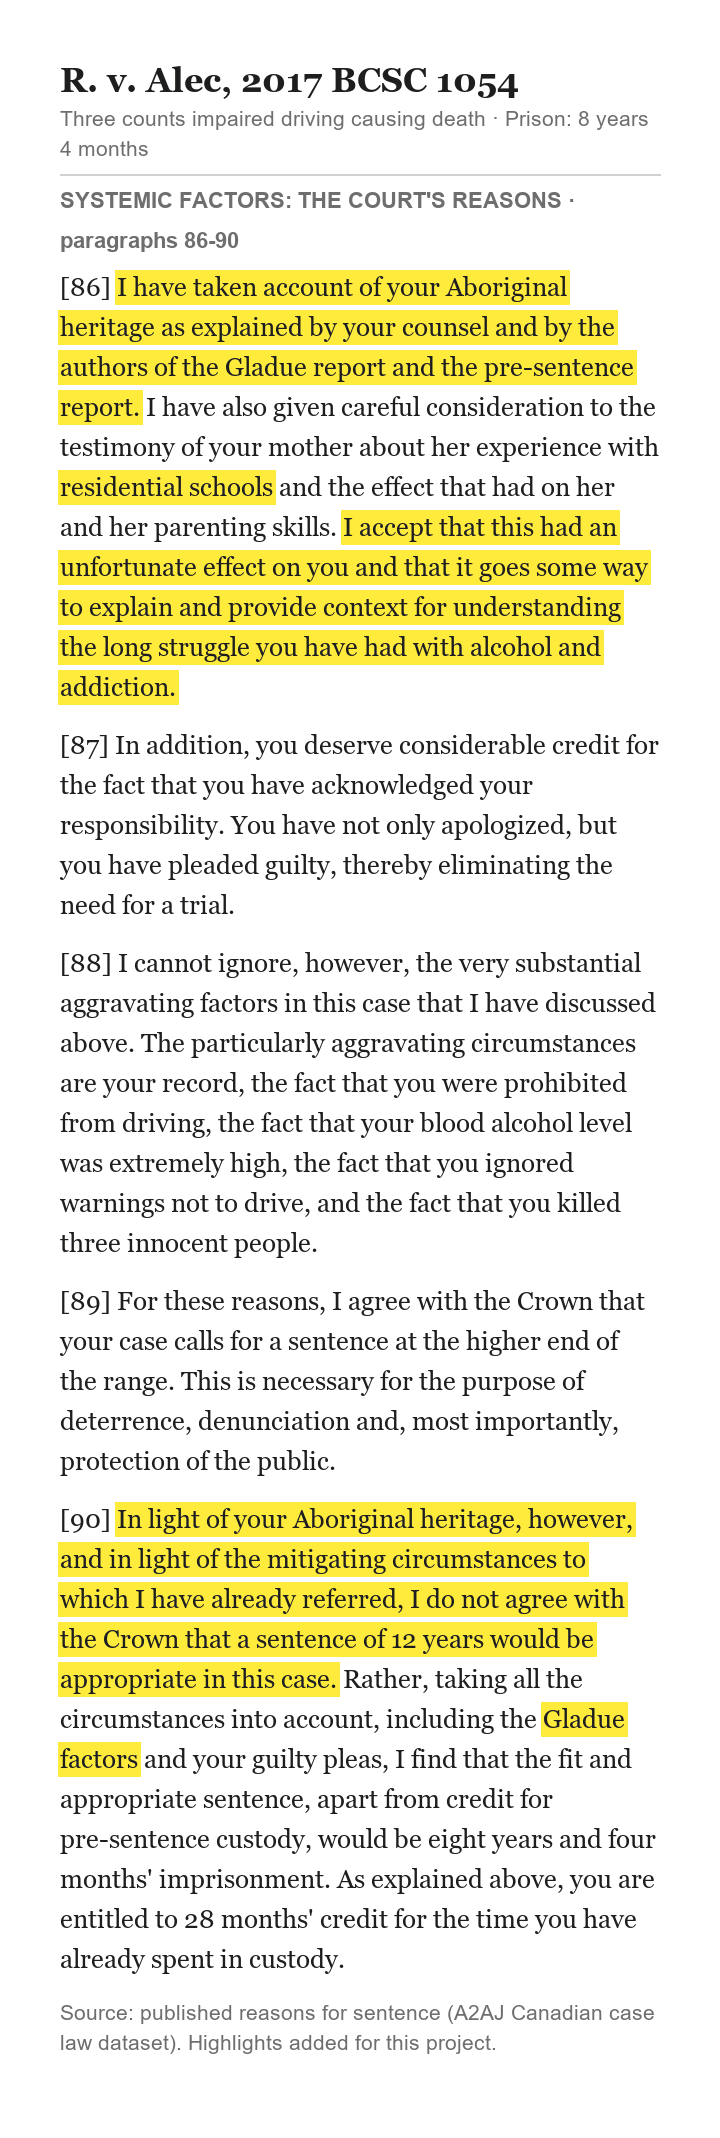 R. v. Alec, 2017 BCSC 1054
Three counts impaired driving causing death · Prison: 8 years
4 months
SYSTEMIC FACTORS: THE COURT'S REASONS ·
paragraphs 86-90
[86] I have taken account of your Aboriginal
heritage as explained by your counsel and by the
authors of the Gladue report and the pre-sentence
report. I have also given careful consideration to the
testimony of your mother about her experience with
residential schools and the effect that had on her
and her parenting skills. I accept that this had an
unfortunate effect on you and that it goes some way
to explain and provide context for understanding
the long struggle you have had with alcohol and
addiction.
[87] In addition, you deserve considerable credit for
the fact that you have acknowledged your
responsibility. You have not only apologized, but
you have pleaded guilty, thereby eliminating the
need for a trial.
[88] I cannot ignore, however, the very substantial
aggravating factors in this case that I have discussed
above. The particularly aggravating circumstances
are your record, the fact that you were prohibited
from driving, the fact that your blood alcohol level
was extremely high, the fact that you ignored
warnings not to drive, and the fact that you killed
three innocent people.
[89] For these reasons, I agree with the Crown that
your case calls for a sentence at the higher end of
the range. This is necessary for the purpose of
deterrence, denunciation and, most importantly,
protection of the public.
[90] In light of your Aboriginal heritage, however,
and in light of the mitigating circumstances to
which I have already referred, I do not agree with
the Crown that a sentence of 12 years would be
appropriate in this case. Rather, taking all the
circumstances into account, including the Gladue
factors and your guilty pleas, I find that the fit and
appropriate sentence, apart from credit for
pre-sentence custody, would be eight years and four
months' imprisonment. As explained above, you are
entitled to 28 months' credit for the time you have
already spent in custody.
Source: published reasons for sentence (A2AJ Canadian case
law dataset). Highlights added for this project.